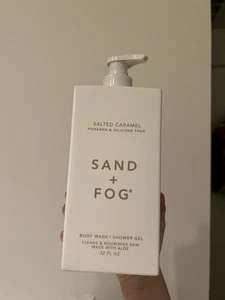 SALTED CARAMEL
PARABEN & SILICONE FREE
SAND
+
FOG®
BODY WASH | SHOWER GEL
CLEANS & NOURISHES SKIN
MADE WITH ALOE
32 FL OZ